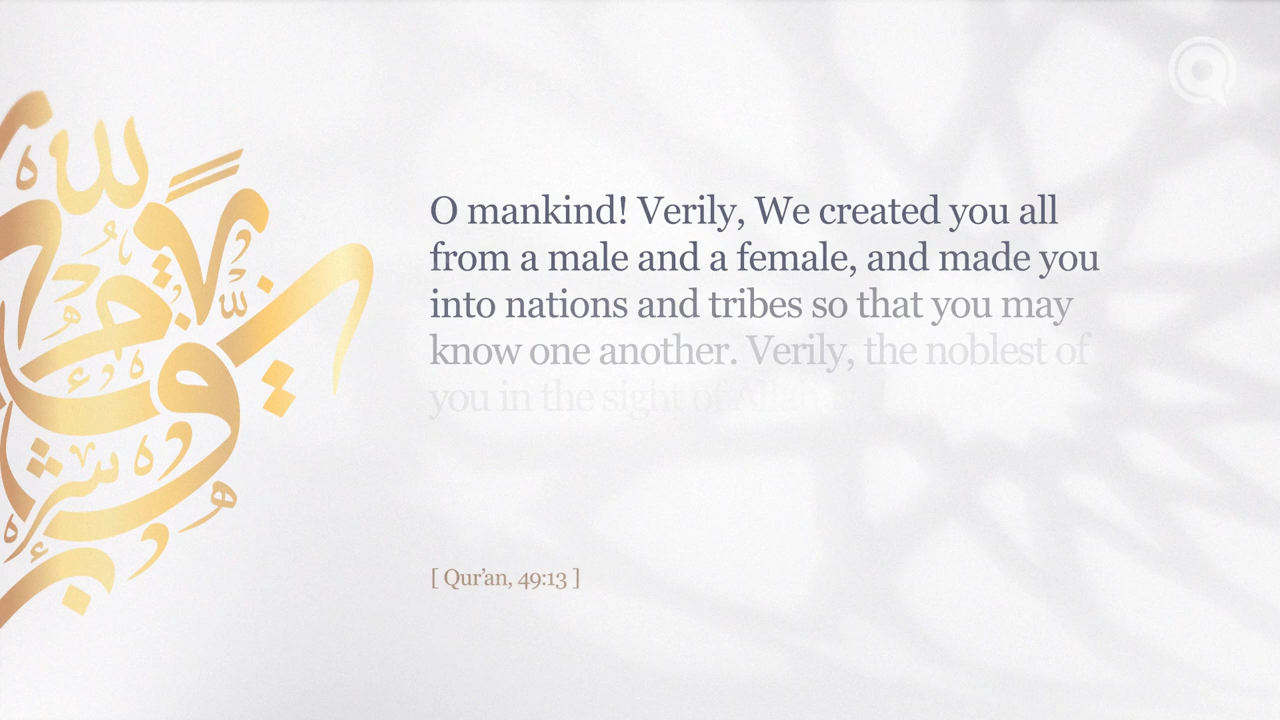 O mankind! Verily, We created you all
from a male and a female, and made you
into nations and tribes so that you may
know one another. Verily, the noblest of
you in the sight of Allah
[ Qur’an, 49:13 ]